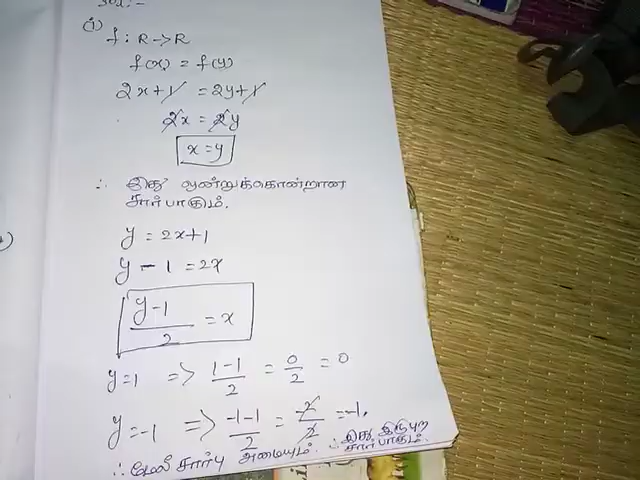 (i)
f : R → R
f(x) = f(y)
2x + 1 = 2y + 1
2x = 2y
x = y
∴ இது ஒன்றுக்கொன்றான
சார்பாகும்.
y = 2x+1
y - 1 = 2x
y-1/2 = x
y=1 => 1-1/2 = 0/2 = 0
y=-1 => -1-1/2 = -2/2 = -1.
∴ மேல் சார்பு அமையும். ∴ இது இருபுற
சார்பாகும்.